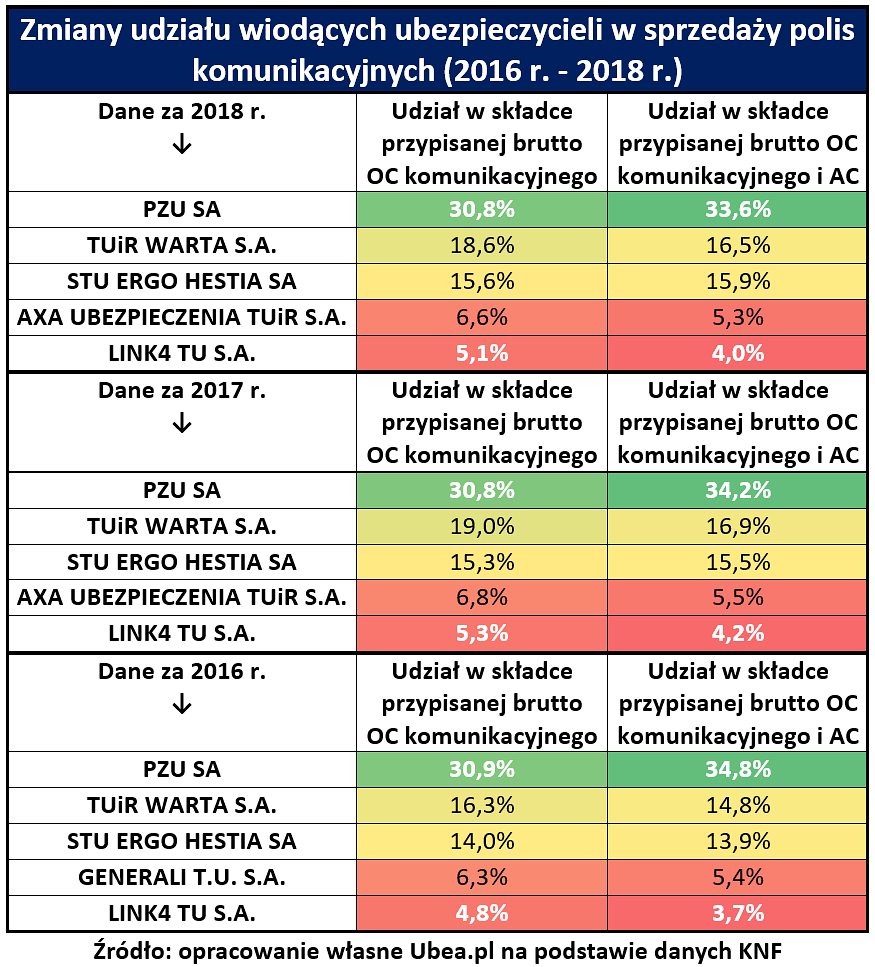 Zmiany udziału wiodących ubezpieczycieli w sprzedaży polis
komunikacyjnych (2016 r. - 2018 r.)
Dane za 2018 r.
↓
Udział w składce
przypisanej brutto
OC komunikacyjnego
Udział w składce
przypisanej brutto OC
komunikacyjnego i AC
PZU SA 30,8% 33,6%
TUiR WARTA S.A. 18,6% 16,5%
STU ERGO HESTIA SA 15,6% 15,9%
AXA UBEZPIECZENIA TUiR S.A. 6,6% 5,3%
LINK4 TU S.A. 5,1% 4,0%
Dane za 2017 r.
↓
Udział w składce
przypisanej brutto
OC komunikacyjnego
Udział w składce
przypisanej brutto OC
komunikacyjnego i AC
PZU SA 30,8% 34,2%
TUiR WARTA S.A. 19,0% 16,9%
STU ERGO HESTIA SA 15,3% 15,5%
AXA UBEZPIECZENIA TUiR S.A. 6,8% 5,5%
LINK4 TU S.A. 5,3% 4,2%
Dane za 2016 r.
↓
Udział w składce
przypisanej brutto
OC komunikacyjnego
Udział w składce
przypisanej brutto OC
komunikacyjnego i AC
PZU SA 30,9% 34,8%
TUiR WARTA S.A. 16,3% 14,8%
STU ERGO HESTIA SA 14,0% 13,9%
GENERALI T.U. S.A. 6,3% 5,4%
LINK4 TU S.A. 4,8% 3,7%
Źródło: opracowanie własne Ubea.pl na podstawie danych KNF